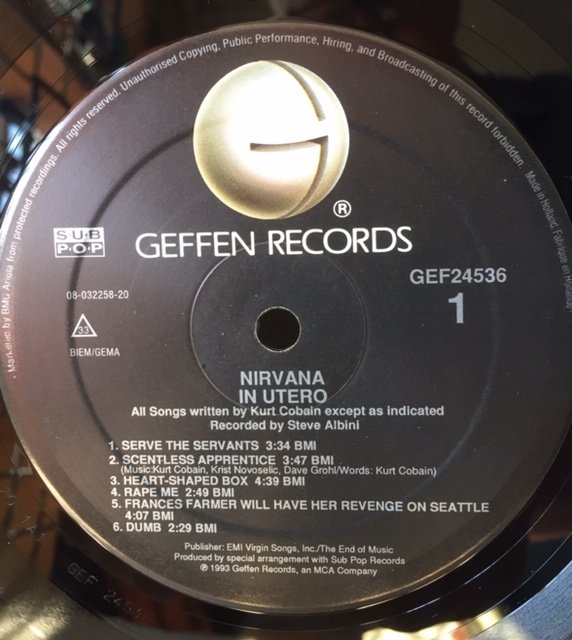 Marketed by BMG Ariola from protected recordings. All rights reserved. Unauthorised Copying, Public Performance, Hiring, and Broadcasting of this record forbidden. Made in Holland. Fabrique en Hollande
®
GEFFEN RECORDS
SUB
POP
GEF24536
1
08-032258-20
33
BIEM/GEMA
NIRVANA
IN UTERO
All Songs written by Kurt Cobain except as indicated
Recorded by Steve Albini
1. SERVE THE SERVANTS 3:34 BMI
2. SCENTLESS APPRENTICE 3:47 BMI
(Music:Kurt Cobain, Krist Novoselic, Dave Grohl/Words: Kurt Cobain)
3. HEART-SHAPED BOX 4:39 BMI
4. RAPE ME 2:49 BMI
5. FRANCES FARMER WILL HAVE HER REVENGE ON SEATTLE
4:07 BMI
6. DUMB 2:29 BMI
Publisher: EMI Virgin Songs, Inc./The End of Music
Produced by special arrangement with Sub Pop Records
℗ 1993 Geffen Records, an MCA Company
GEF